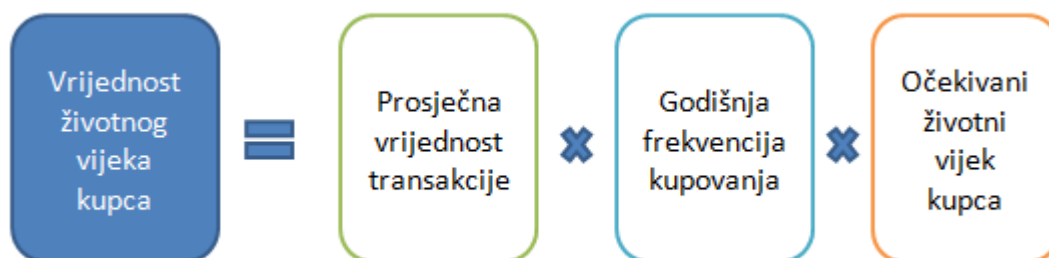 Vrijednost
životnog
vijeka
kupca
Prosječna
vrijednost
transakcije
Godišnja
frekvencija
kupovanja
Očekivani
životni
vijek
kupca